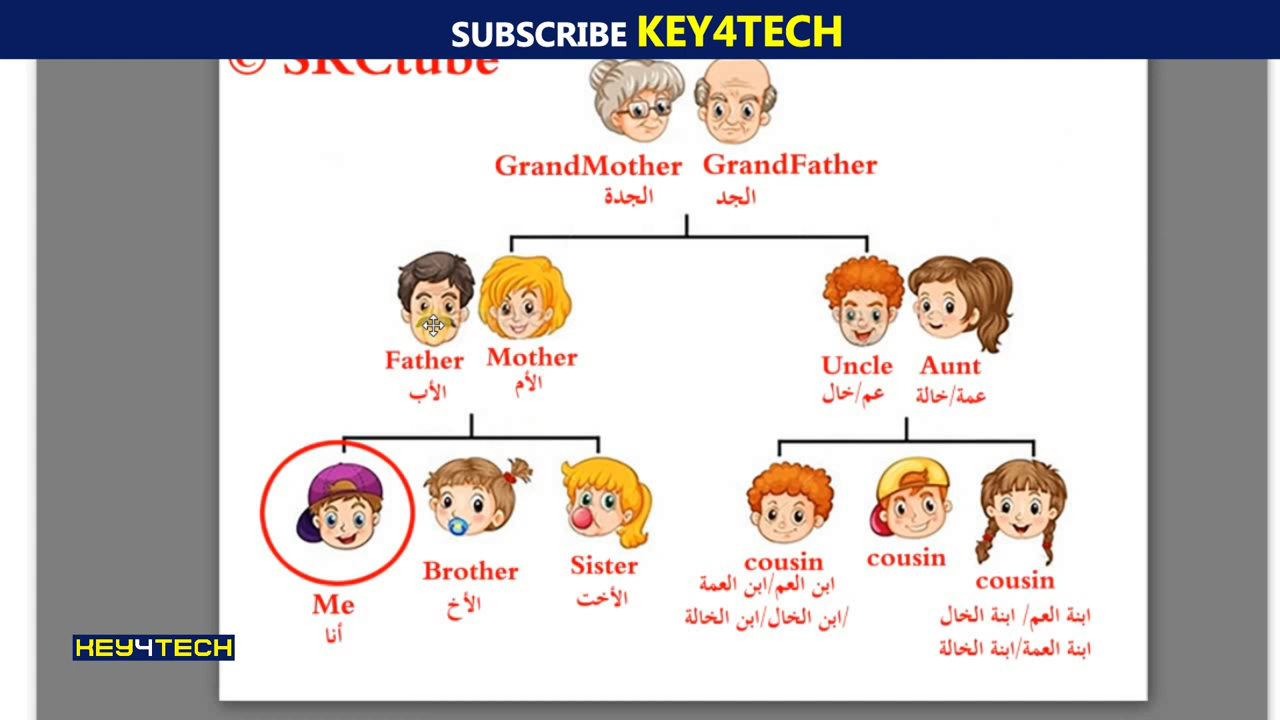 SUBSCRIBE KEY4TECH
© SRCtube
GrandMother GrandFather
الجدة الجد
Father Mother Uncle Aunt
الأب الأم عم/خال عمة/خالة
Me Brother Sister cousin cousin cousin
أنا الأخ الأخت
ابن العم/ابن العمة
/ابن الخال/ابن الخالة
ابنة العم/ ابنة الخال
ابنة العمة/ابنة الخالة
KEY4TECH